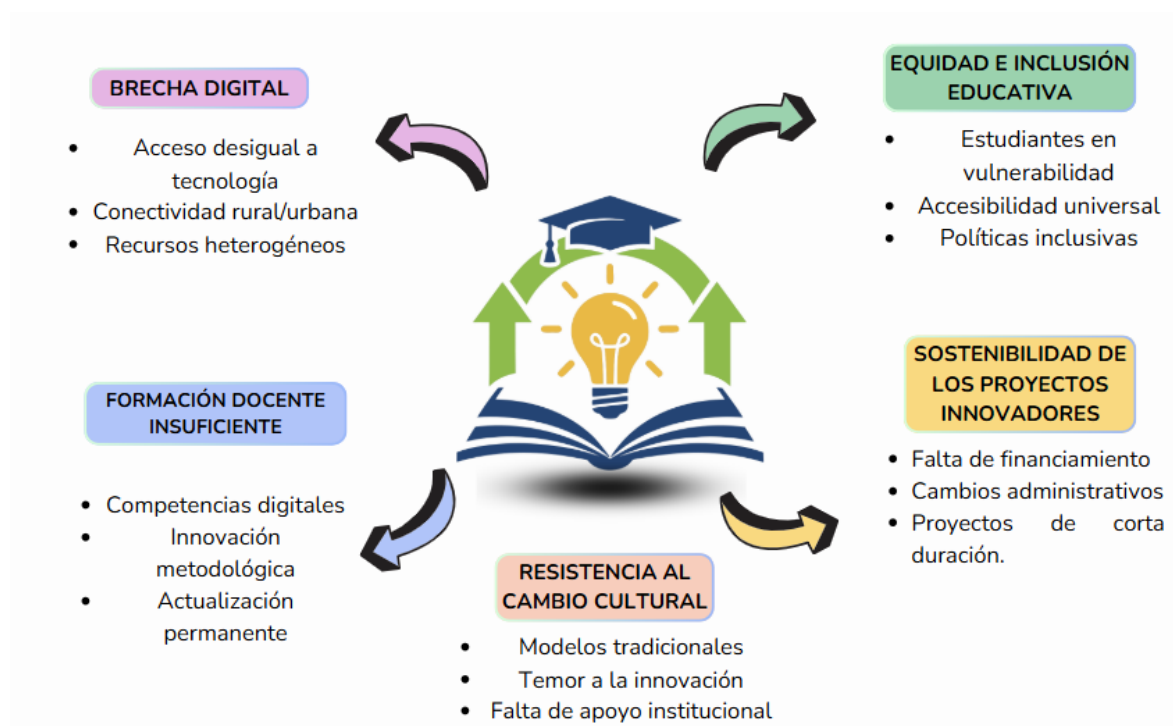 BRECHA DIGITAL
• Acceso desigual a
tecnología
• Conectividad rural/urbana
• Recursos heterogéneos
EQUIDAD E INCLUSIÓN
EDUCATIVA
• Estudiantes en
vulnerabilidad
• Accesibilidad universal
• Políticas inclusivas
FORMACIÓN DOCENTE
INSUFICIENTE
• Competencias digitales
• Innovación
metodológica
• Actualización
permanente
SOSTENIBILIDAD DE
LOS PROYECTOS
INNOVADORES
• Falta de financiamiento
• Cambios administrativos
• Proyectos de corta
duración.
RESISTENCIA AL
CAMBIO CULTURAL
• Modelos tradicionales
• Temor a la innovación
• Falta de apoyo institucional